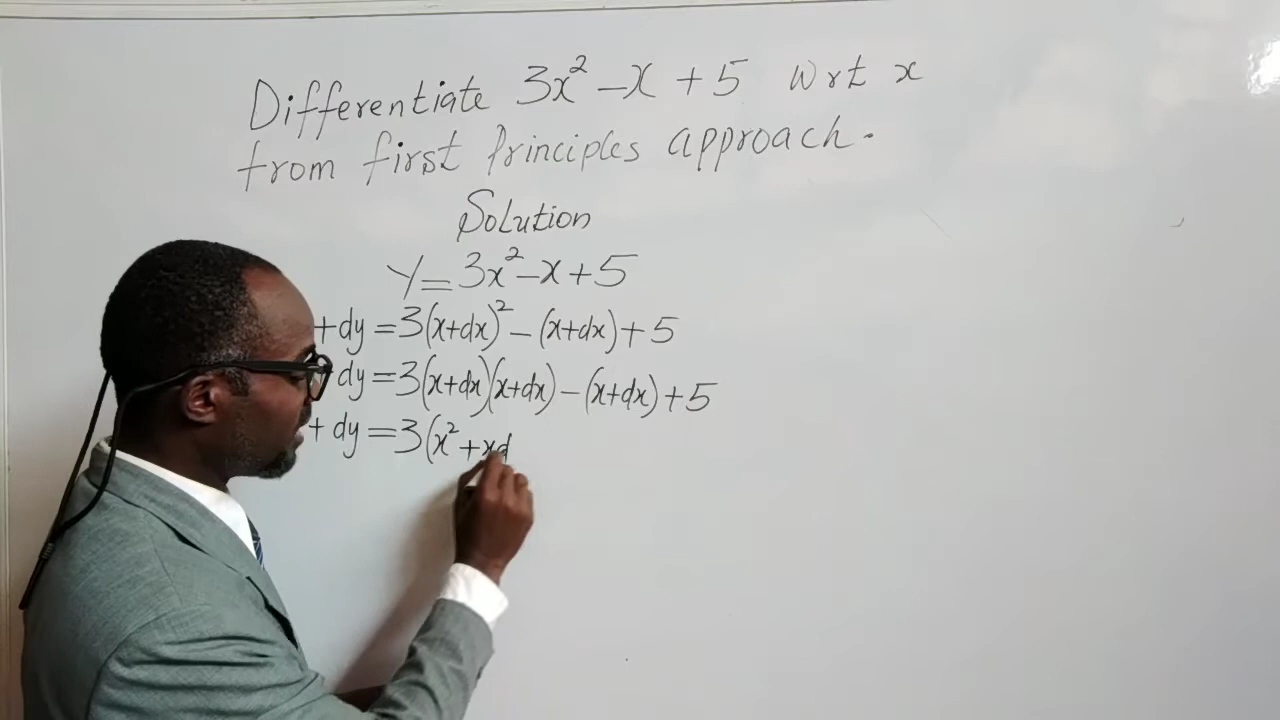 Differentiate 3x² - x + 5 wrt x
from first Principles approach.
Solution
Y = 3x² - x + 5
+ dy = 3(x+dx)² - (x+dx) + 5
dy = 3(x+dx)(x+dx) - (x+dx) + 5
+ dy = 3(x² + xd